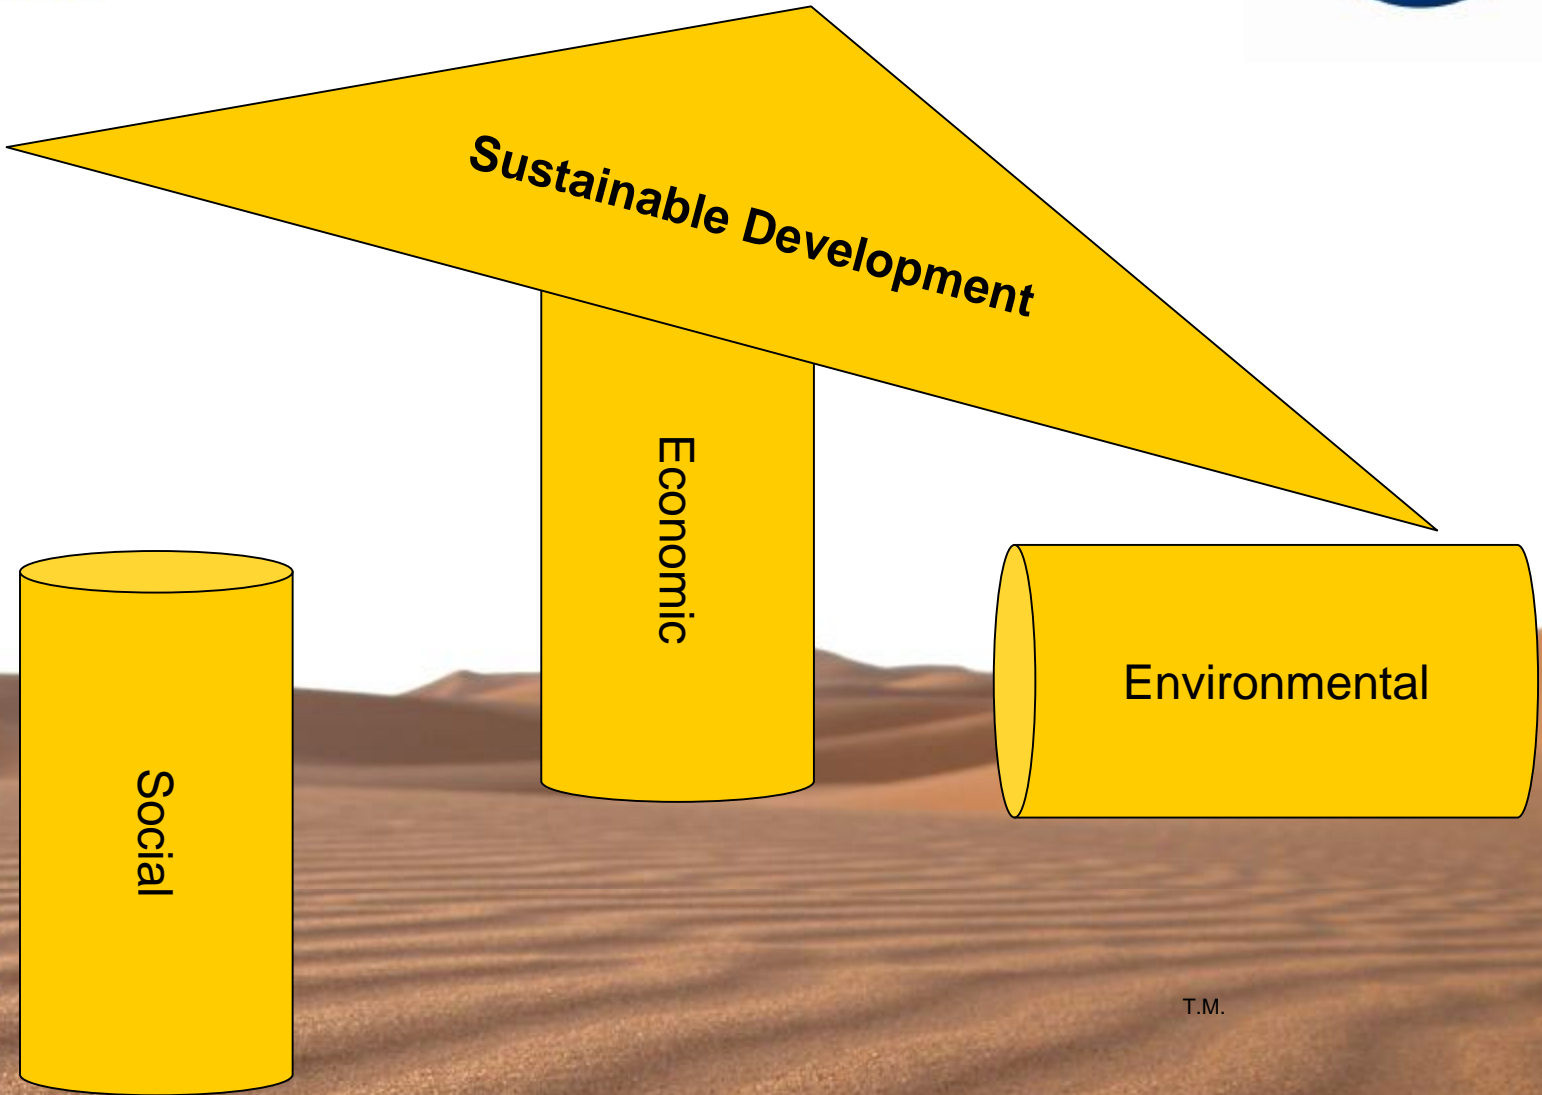 Sustainable Development
Economic
Social
Environmental
T.M.